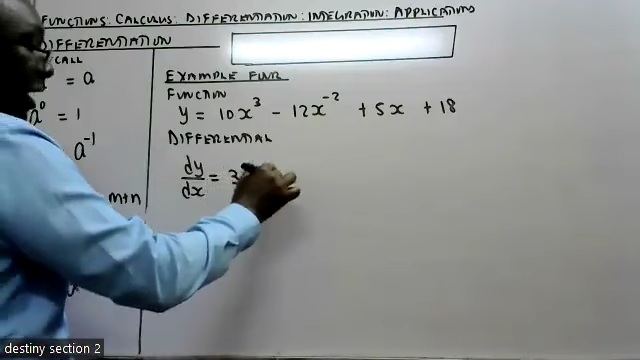 FUNCTIONS: CALCULUS: DIFFERENTIATION: INTEGRATION: APPLICATIONS
DIFFERENTIATION
CALL
= a
a⁰ = 1
a⁻¹
m+n
EXAMPLE FOUR
FUNCTION
y = 10x³ - 12x⁻² + 5x + 18
DIFFERENTIAL
dy/dx = 3
destiny section 2